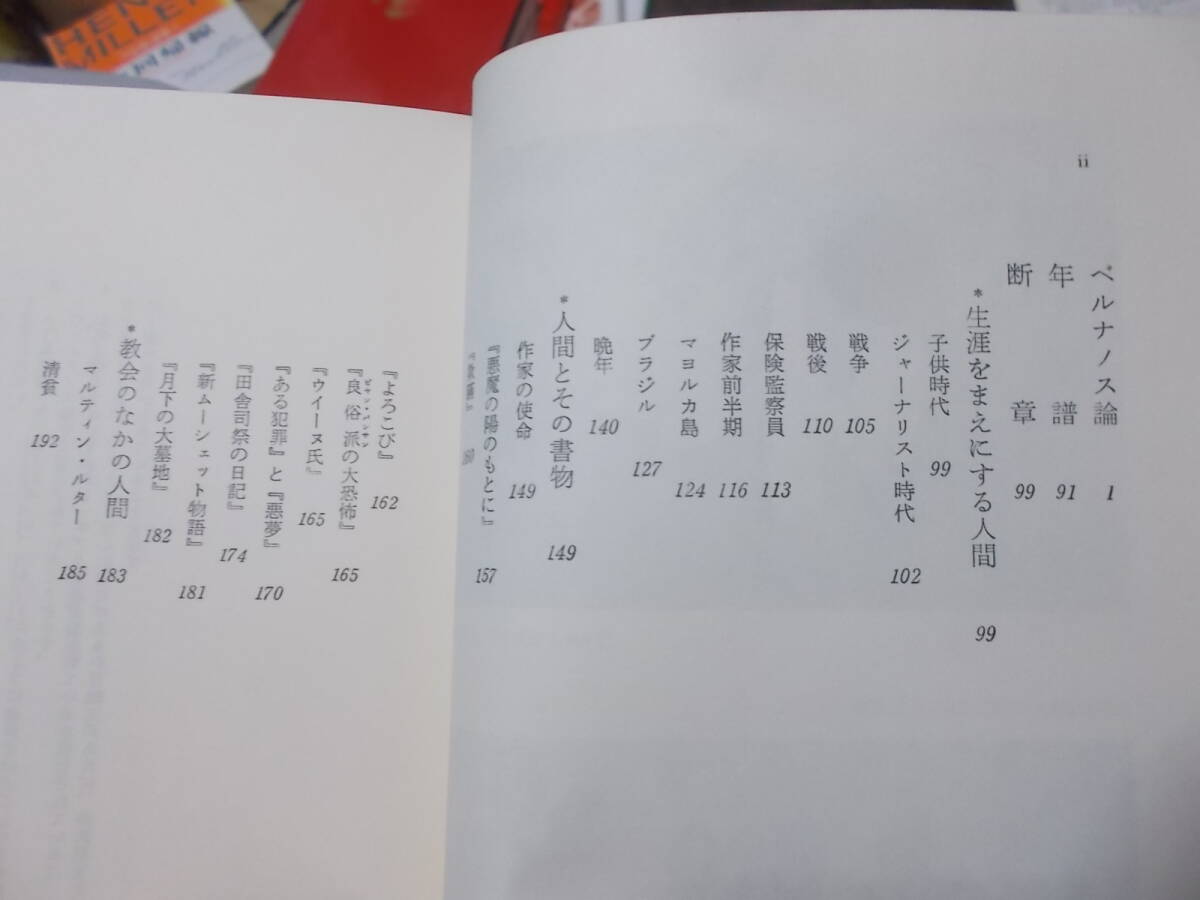 ii
ベルナノス論 1
年譜 91
断章 99
*生涯をまえにする人間 99
子供時代 99
ジャーナリスト時代 102
戦争 105
戦後 110
保険監察員 113
作家前半期 116
マヨルカ島 124
ブラジル 127
晩年 140
*人間とその書物 149
作家の使命 149
『悪魔の陽のもとに』 157
160
『よろこび』 162
『良俗派の大恐怖』 165
『ウイーヌ氏』 165
『ある犯罪』と『悪夢』 170
『田舎司祭の日記』 174
『新ムーシェット物語』 181
『月下の大墓地』 182
*教会のなかの人間 183
マルティン・ルター 185
清貧 192
HEN
MILLE